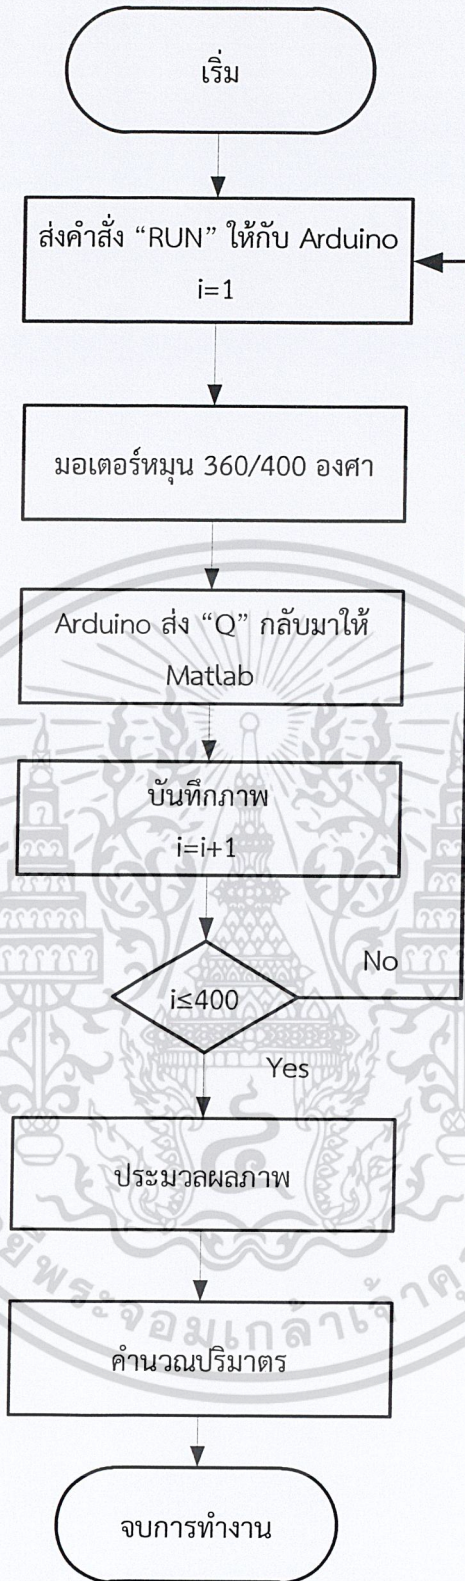 เริ่ม
ส่งคำสั่ง “RUN” ให้กับ Arduino
i=1
มอเตอร์หมุน 360/400 องศา
Arduino ส่ง “Q” กลับมาให้
Matlab
บันทึกภาพ
i=i+1
i≤400
No
Yes
ประมวลผลภาพ
คำนวณปริมาตร
จบการทำงาน